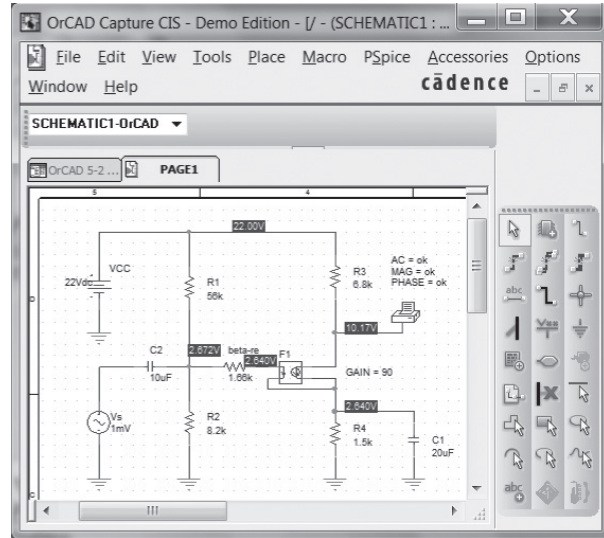 OrCAD Capture CIS - Demo Edition - [/ - (SCHEMATIC1 : ...
File Edit View Tools Place Macro PSpice Accessories Options
Window Help
cādence
SCHEMATIC1-OrCAD
OrCAD 5-2 ...
PAGE1
5 4
22.00V
VCC
22Vdc
R1
56k
R3
6.8k
AC = ok
MAG = ok
PHASE = ok
10.17V
C2
10uF
2.672V
beta-re
1.66k
2.640V
F1
GAIN = 90
Vs
1mV
R2
8.2k
2.640V
R4
1.5k
C1
20uF
abc
abc